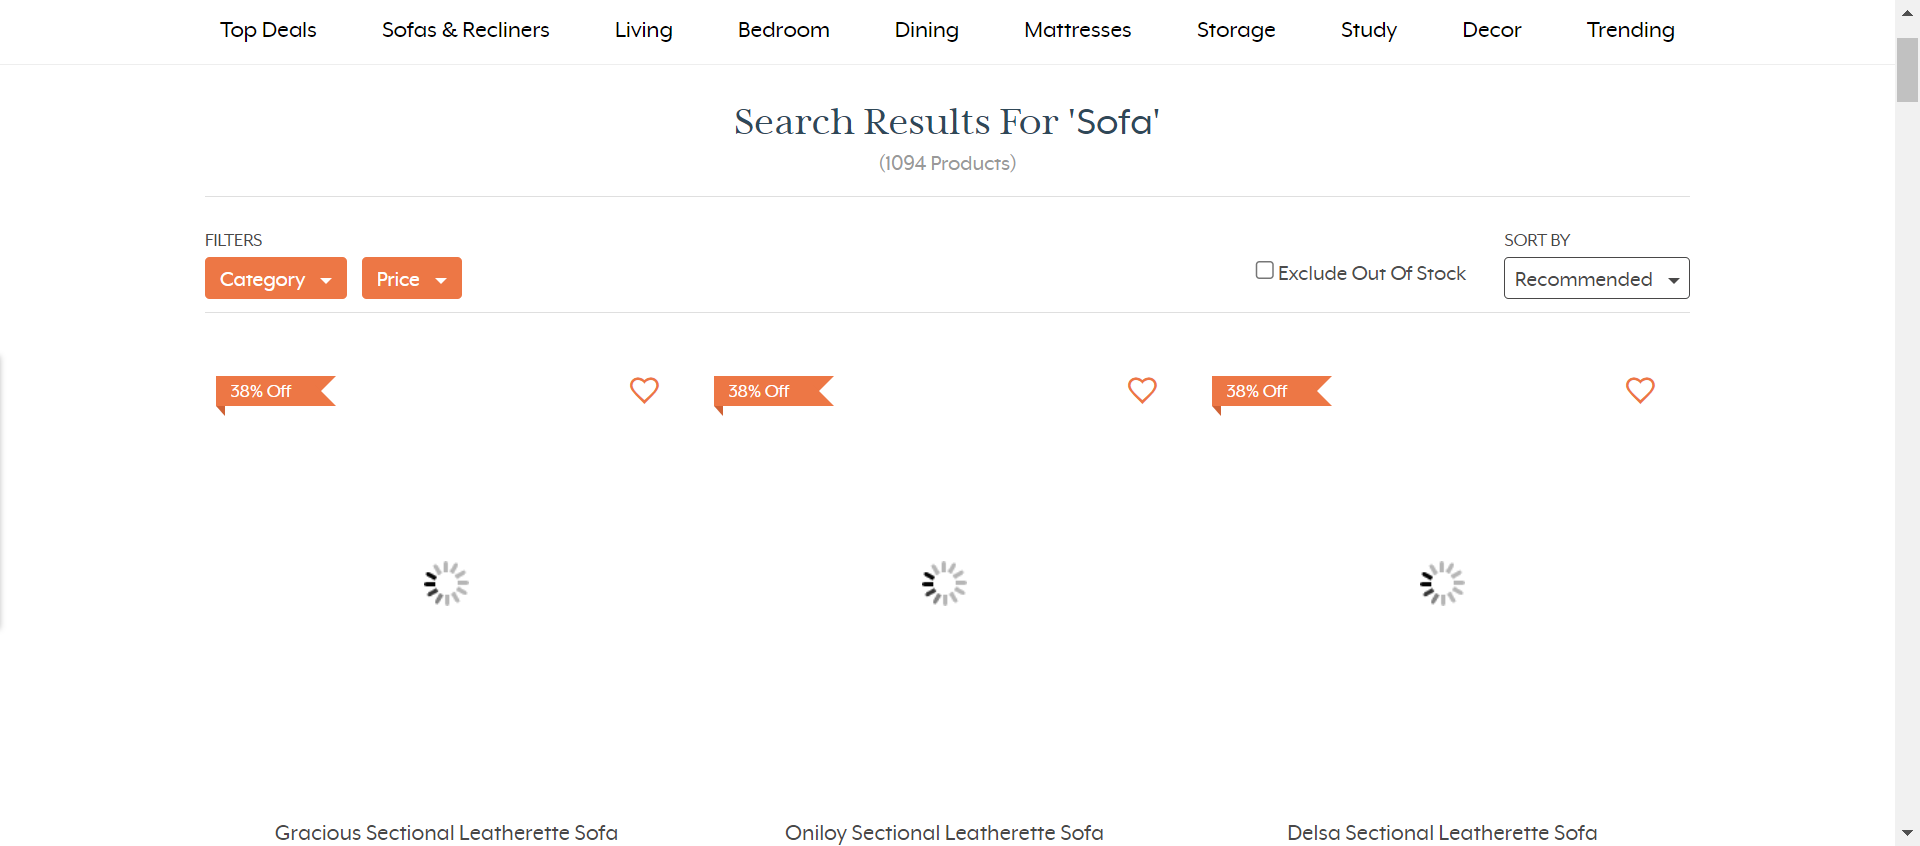 Top Deals Sofas & Recliners Living Bedroom Dining Mattresses Storage Study Decor Trending
Search Results For 'Sofa'
(1094 Products)
FILTERS
Category Price
Exclude Out Of Stock
SORT BY
Recommended
38% Off 38% Off 38% Off
Gracious Sectional Leatherette Sofa Oniloy Sectional Leatherette Sofa Delsa Sectional Leatherette Sofa